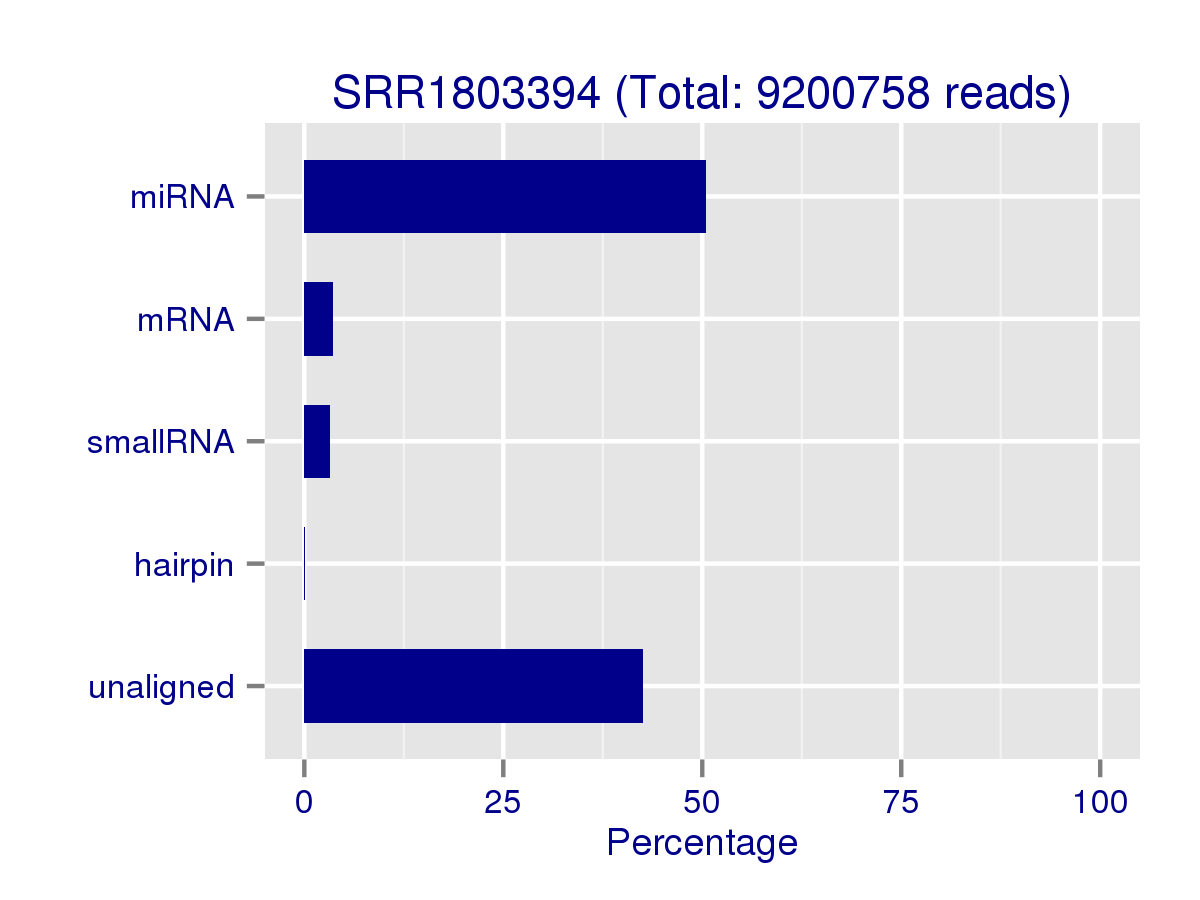 SRR1803394 (Total: 9200758 reads)
miRNA
mRNA
smallRNA
hairpin
unaligned
0 25 50 75 100
Percentage